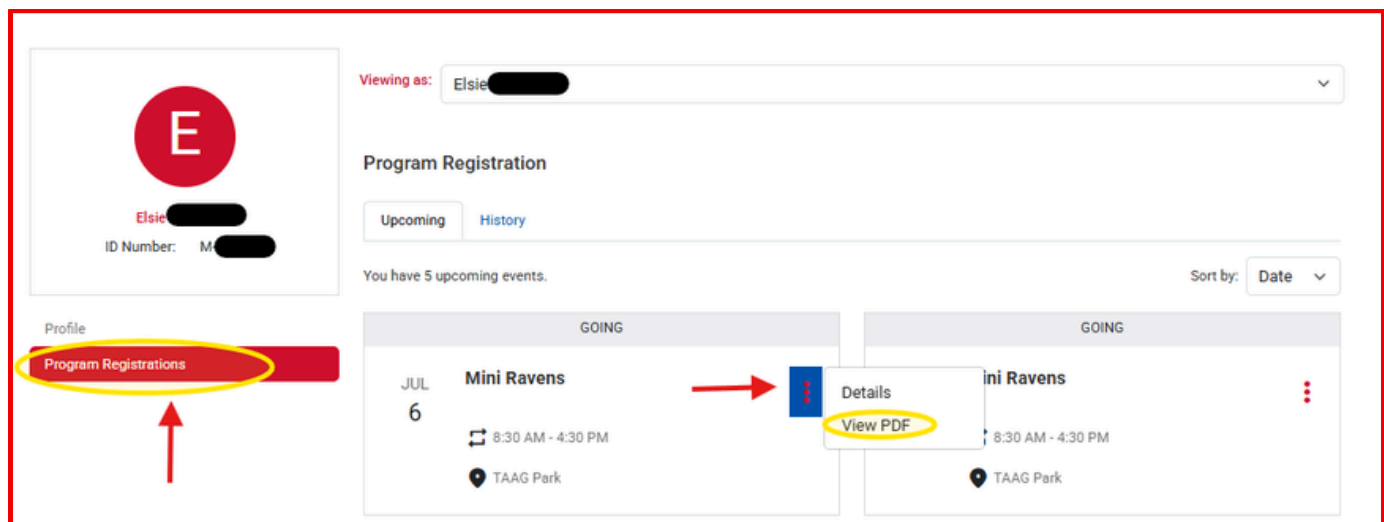 E
Elsie
ID Number: M
Profile
Program Registrations
Viewing as: Elsie
Program Registration
Upcoming History
You have 5 upcoming events.
Sort by: Date
GOING
JUL
6
Mini Ravens
8:30 AM - 4:30 PM
TAAG Park
Details
View PDF
GOING
ini Ravens
8:30 AM - 4:30 PM
TAAG Park